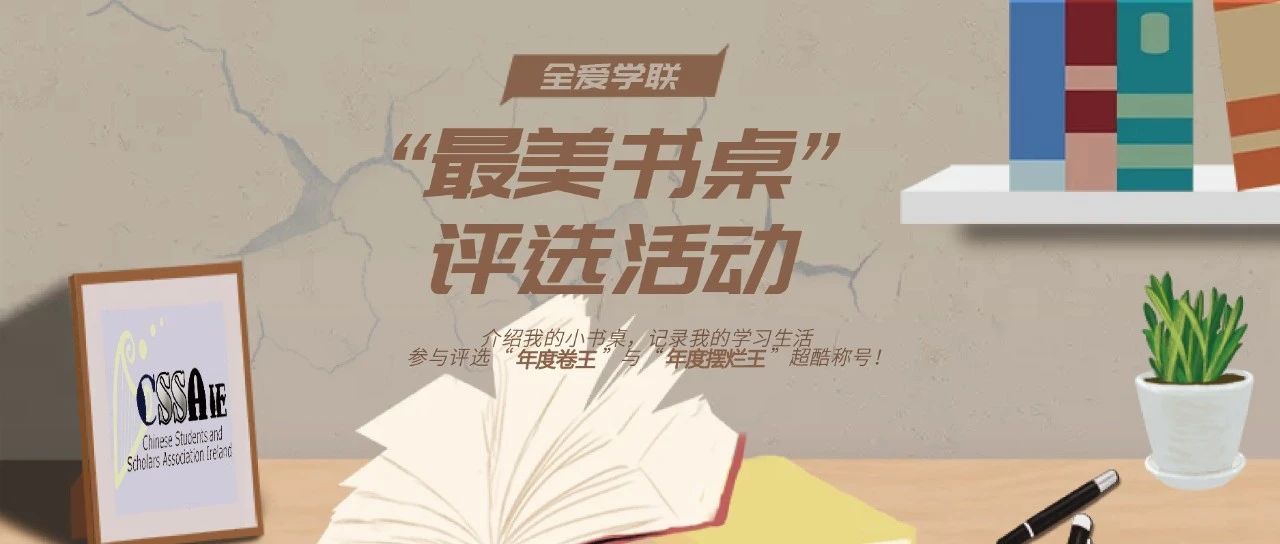 全爱学联
“最美书桌”
评选活动
介绍我的小书桌，记录我的学习生活
参与评选“年度卷王”与“年度摆烂王”超酷称号！
CSSAIE
Chinese Students and
Scholars Association Ireland